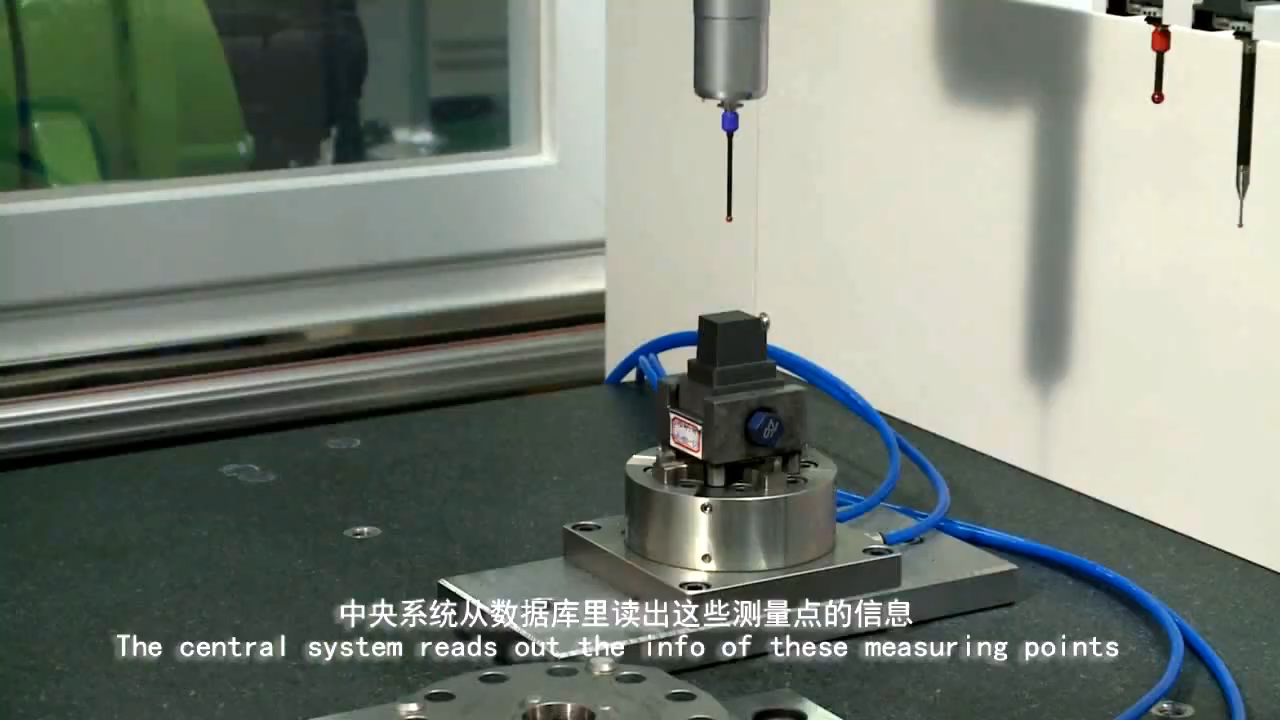 中央系统从数据库里读出这些测量点的信息
The central system reads out the info of these measuring points